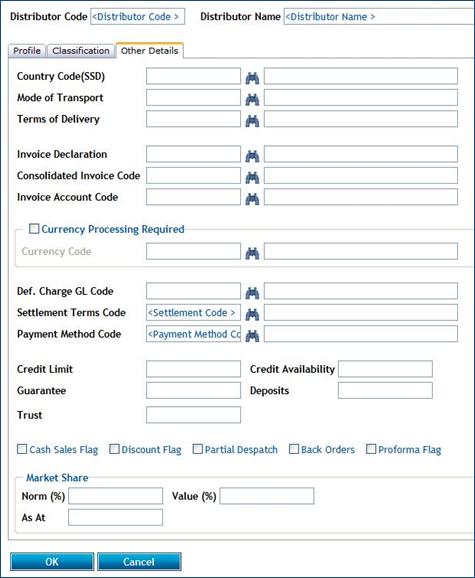 Distributor Code <Distributor Code > Distributor Name <Distributor Name >
Profile Classification Other Details
Country Code(SSD)
Mode of Transport
Terms of Delivery
Invoice Declaration
Consolidated Invoice Code
Invoice Account Code
Currency Processing Required
Currency Code
Def. Charge GL Code
Settlement Terms Code <Settlement Code >
Payment Method Code <Payment Method Co
Credit Limit Credit Availability
Guarantee Deposits
Trust
Cash Sales Flag Discount Flag Partial Despatch Back Orders Proforma Flag
Market Share
Norm (%) Value (%)
As At
OK Cancel